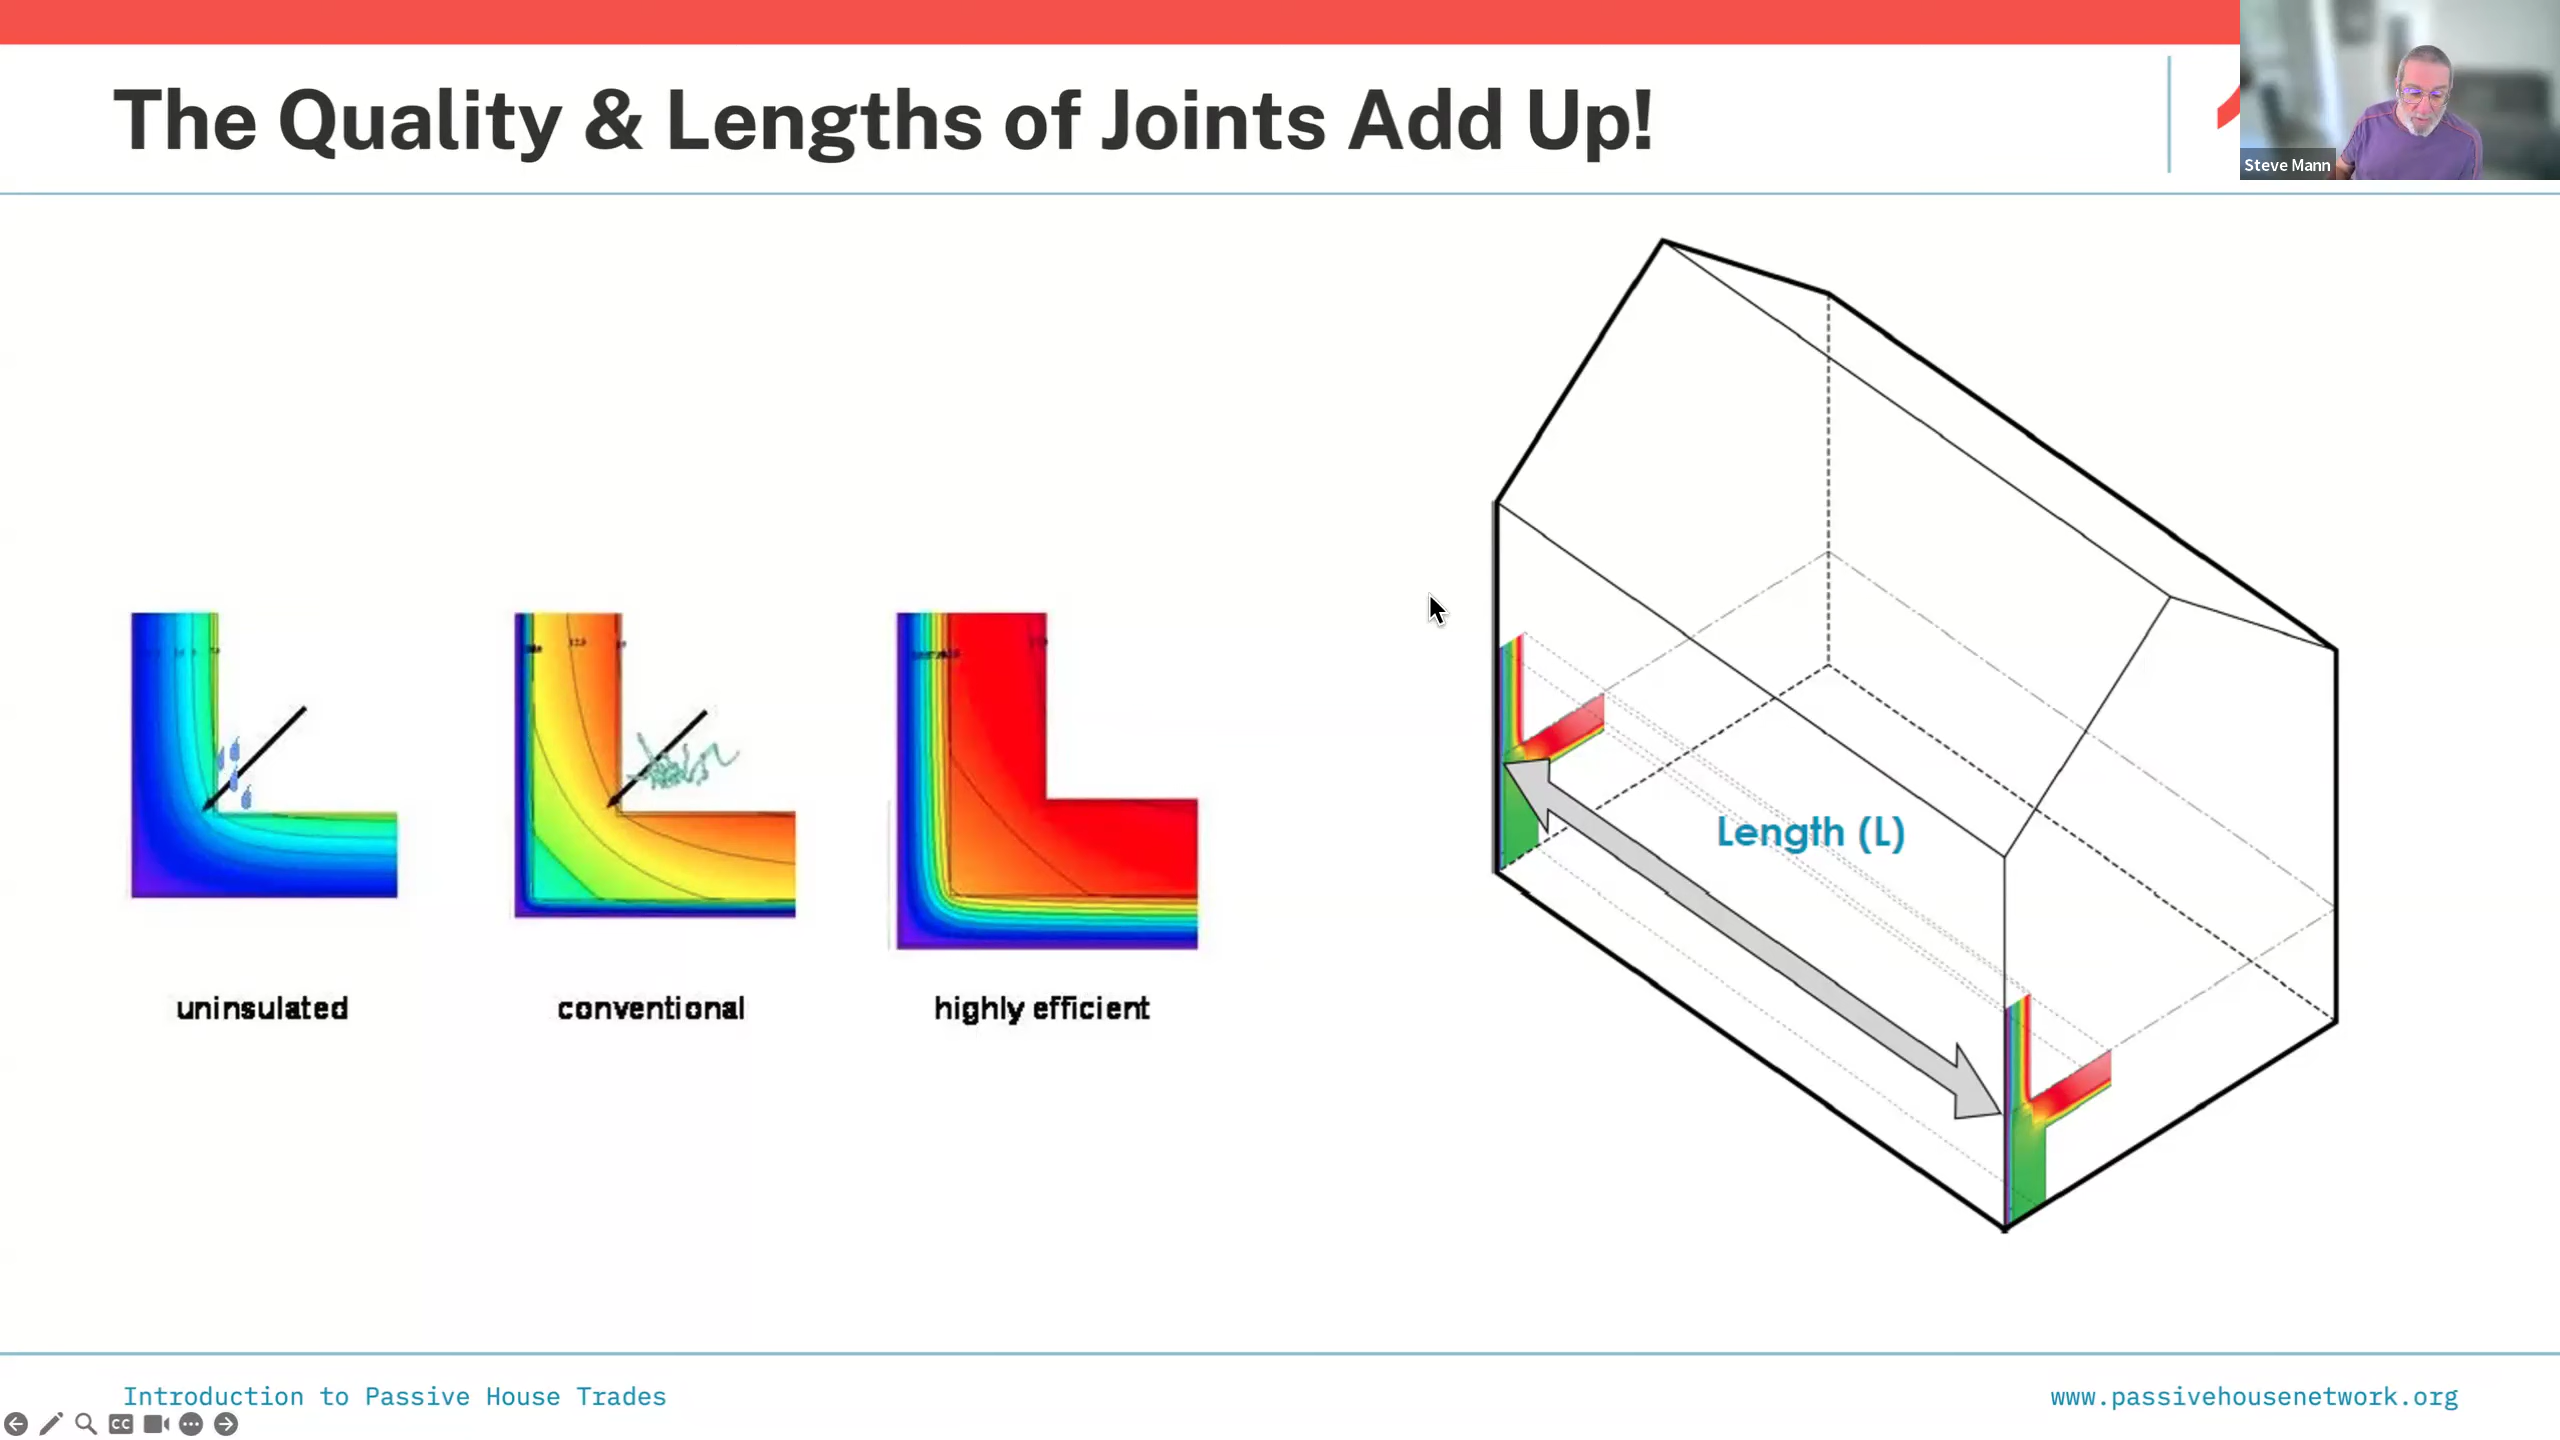 The Quality & Lengths of Joints Add Up!
Steve Mann
Length (L)
uninsulated
conventional
highly efficient
Introduction to Passive House Trades
www.passivehousenetwork.org
CC